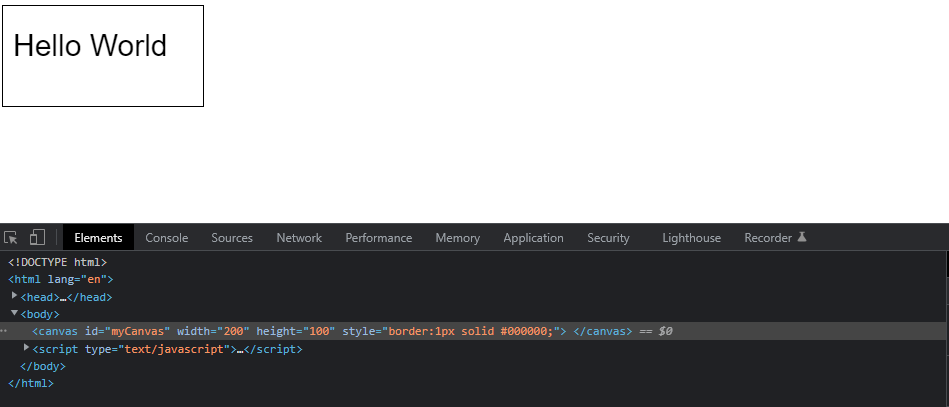 Hello World
Elements Console Sources Network Performance Memory Application Security Lighthouse Recorder
<!DOCTYPE html>
<html lang="en">
<head>…</head>
<body>
<canvas id="myCanvas" width="200" height="100" style="border:1px solid #000000;"> </canvas> == $0
<script type="text/javascript">…</script>
</body>
</html>